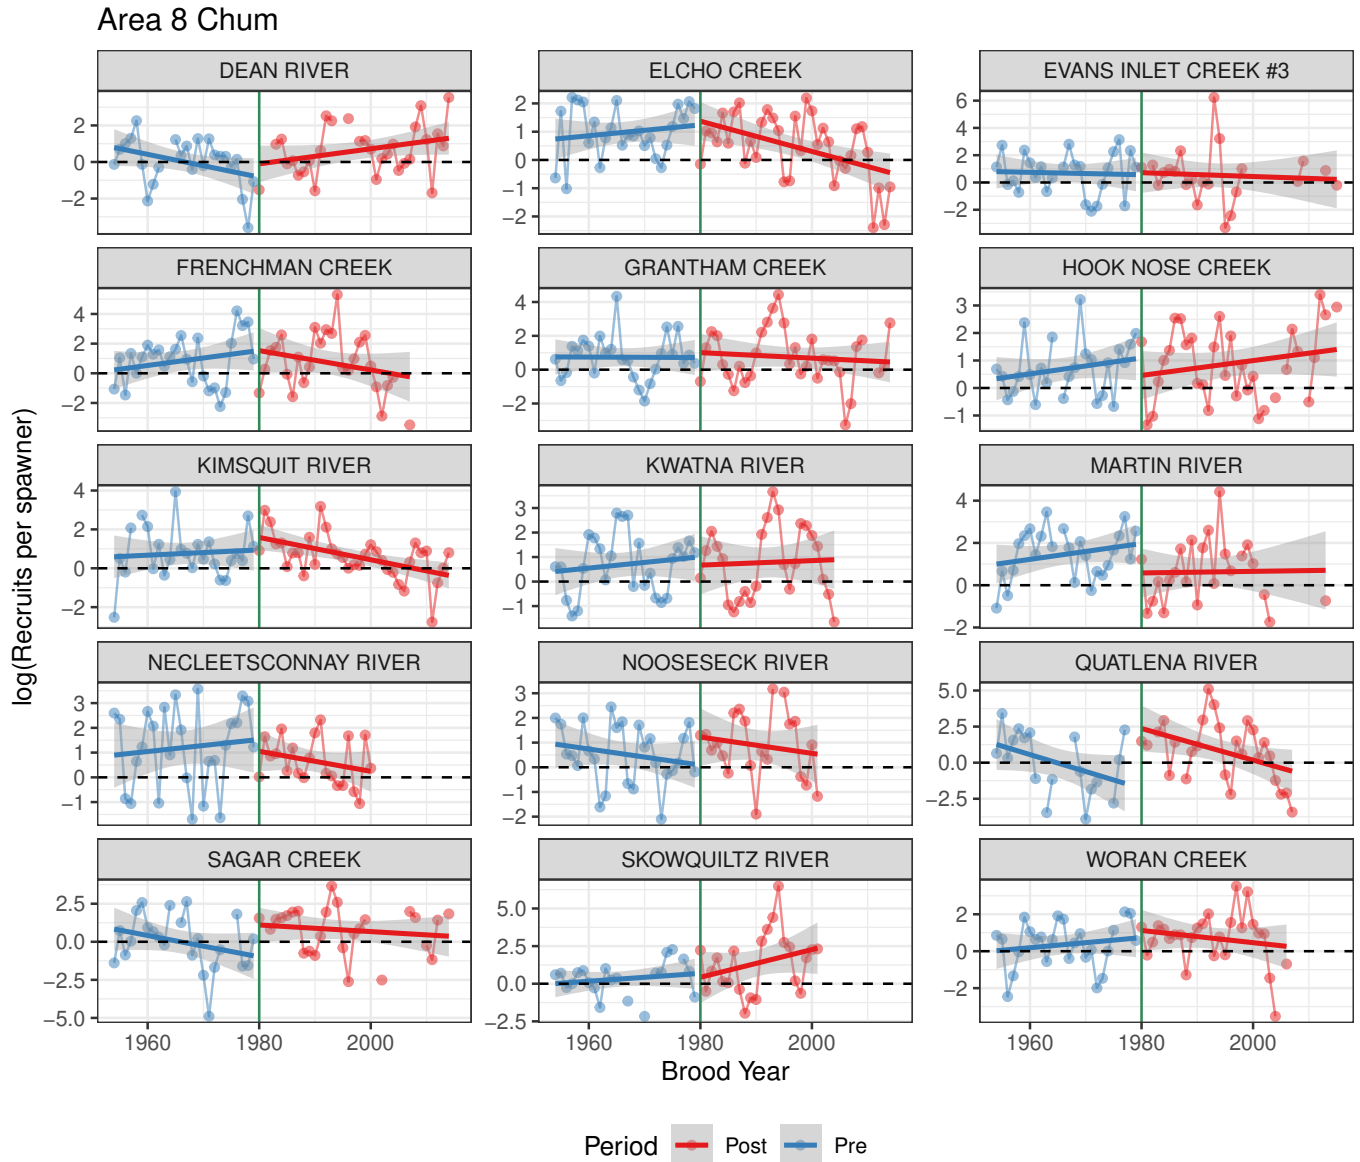 Area 8 Chum
DEAN RIVER
ELCHO CREEK
EVANS INLET CREEK #3
2
0
−2
2
1
0
−1
−2
6
4
2
0
−2
FRENCHMAN CREEK
GRANTHAM CREEK
HOOK NOSE CREEK
4
2
0
−2
4
2
0
−2
3
2
1
0
−1
KIMSQUIT RIVER
KWATNA RIVER
MARTIN RIVER
4
2
0
−2
3
2
1
0
−1
4
2
0
−2
log(Recruits per spawner)
NECLEETSCONNAY RIVER
NOOSESECK RIVER
QUATLENA RIVER
3
2
1
0
−1
3
2
1
0
−1
−2
5.0
2.5
0.0
−2.5
SAGAR CREEK
SKOWQUILTZ RIVER
WORAN CREEK
2.5
0.0
−2.5
−5.0
5.0
2.5
0.0
−2.5
2
0
−2
1960 1980 2000
1960 1980 2000
1960 1980 2000
Brood Year
Period Post Pre